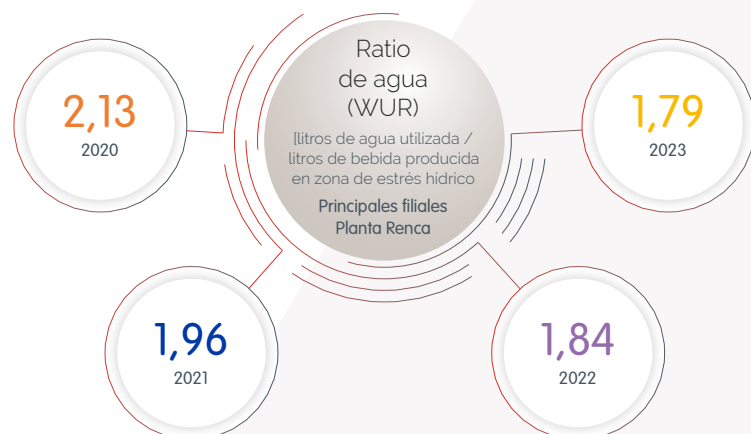 Ratio
de agua
(WUR)
[litros de agua utilizada /
litros de bebida producida
en zona de estrés hídrico
Principales filiales
Planta Renca
2,13
2020
1,79
2023
1,96
2021
1,84
2022